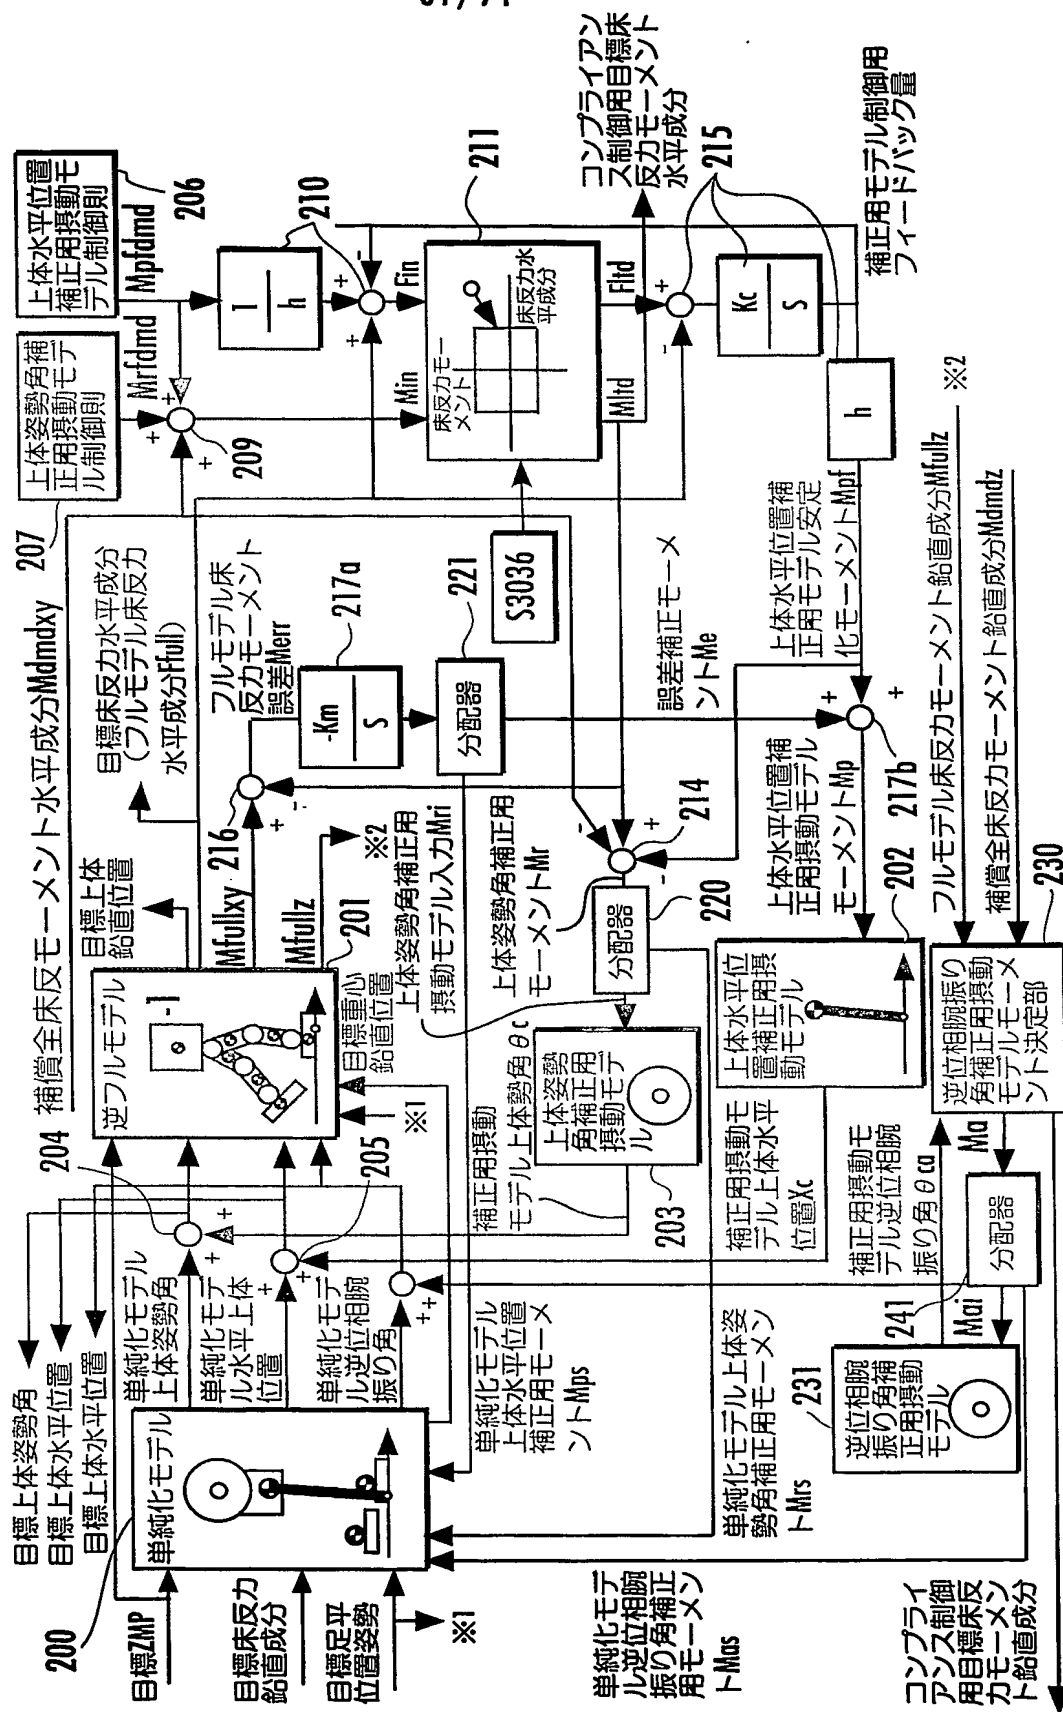 200
目標ZMP
目標床反力
鉛直成分
目標足平
位置姿勢
※1
目標上体姿勢角
目標上体水平位置
目標上体水平位置
単純化モデル
単純化モデル
上体姿勢角
単純化モデ
ル水平上体
位置
単純化モデ
ル逆位相腕
振り角
204
205
+
+
+
+
+
+
補償全床反モーメント水平成分Mdmdxy
逆フルモデル
-1
201
※1
目標重心
鉛直位置
目標上体
鉛直位置
目標床反力水平成分
(フルモデル床反力
水平成分Ffull)
Mfullxy
Mfullz
※2
216
+
-
フルモデル床
反力モーメント
誤差Merr
217a
-Km
S
221
分配器
207
上体姿勢角補
正用摂動モデ
ル制御則
Mrfdmd
206
上体水平位置
補正用摂動モ
デル制御則
Mpfdmd
209
+
+
+
210
1
h
+
+
-
Fin
Min
211
床反力モー
メント
床反力水
平成分
S3036
Mltd
Fltd
コンプライアン
ス制御用目標床
反力モーメント
水平成分
215
+
-
Kc
S
h
補正用モデル制御用
フィードバック量
単純化モデル
上体水平位置
補正用モーメ
ントMps
補正用摂動
モデル上体姿勢角θc
上体姿勢角補正用
摂動モデル入力Mri
上体姿勢角補正用
モーメントMr
上体姿勢
角補正用
摂動モデ
ル
203
分配器
220
214
-
+
-
誤差補正モーメ
ントMe
上体水平位置補
正用モデル安定
化モーメントMpf
217b
+
+
上体水平位置補
正用摂動モデル
モーメントMp
上体水平位
置補正用摂
動モデル
202
補正用摂動モ
デル上体水平
位置Xc
単純化モデル上体姿
勢角補正用モーメン
トMrs
単純化モデ
ル逆位相腕
振り角補正
用モーメン
トMas
231
逆位相腕
振り角補
正用摂動
モデル
補正用摂動モ
デル逆位相腕
振り角θca
241
Mai
分配器
Ma
逆位相腕振り
角補正用摂動
モデルモーメ
ント決定部
230
フルモデル床反力モーメント鉛直成分Mfullz
※2
補償全床反力モーメント鉛直成分Mdmdz
コンプライ
アンス制御
用目標床反
力モーメン
ト鉛直成分